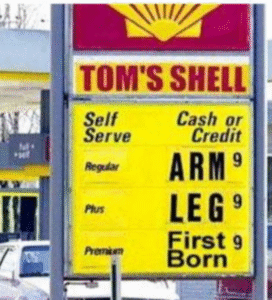 TOM'S SHELL
Self Serve
Cash or Credit
Regular ARM 9
Plus LEG 9
Premium First Born 9